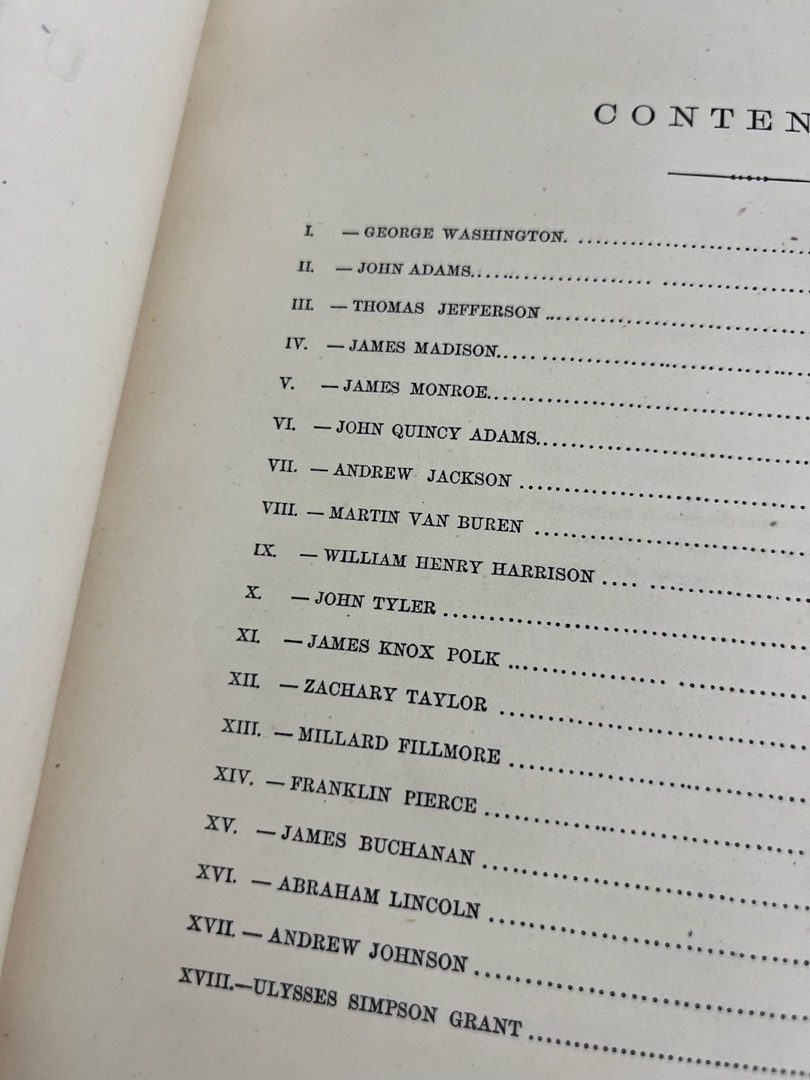 CONTEN
I. — GEORGE WASHINGTON. ..........................
II. — JOHN ADAMS...... ................ .................
III. — THOMAS JEFFERSON .............................
IV. — JAMES MADISON..... ..............................
V. — JAMES MONROE....................................
VI. — JOHN QUINCY ADAMS..............................
VII. — ANDREW JACKSON ................................
VIII. — MARTIN VAN BUREN ..............................
IX. — WILLIAM HENRY HARRISON .... ..................
X. — JOHN TYLER ........................................
XI. — JAMES KNOX POLK .................. ..............
XII. — ZACHARY TAYLOR ..................................
XIII. — MILLARD FILLMORE .................................
XIV. — FRANKLIN PIERCE ...................................
XV. — JAMES BUCHANAN ...................................
XVI. — ABRAHAM LINCOLN ...................................
XVII. — ANDREW JOHNSON ...................................
XVIII.—ULYSSES SIMPSON GRANT ..............................